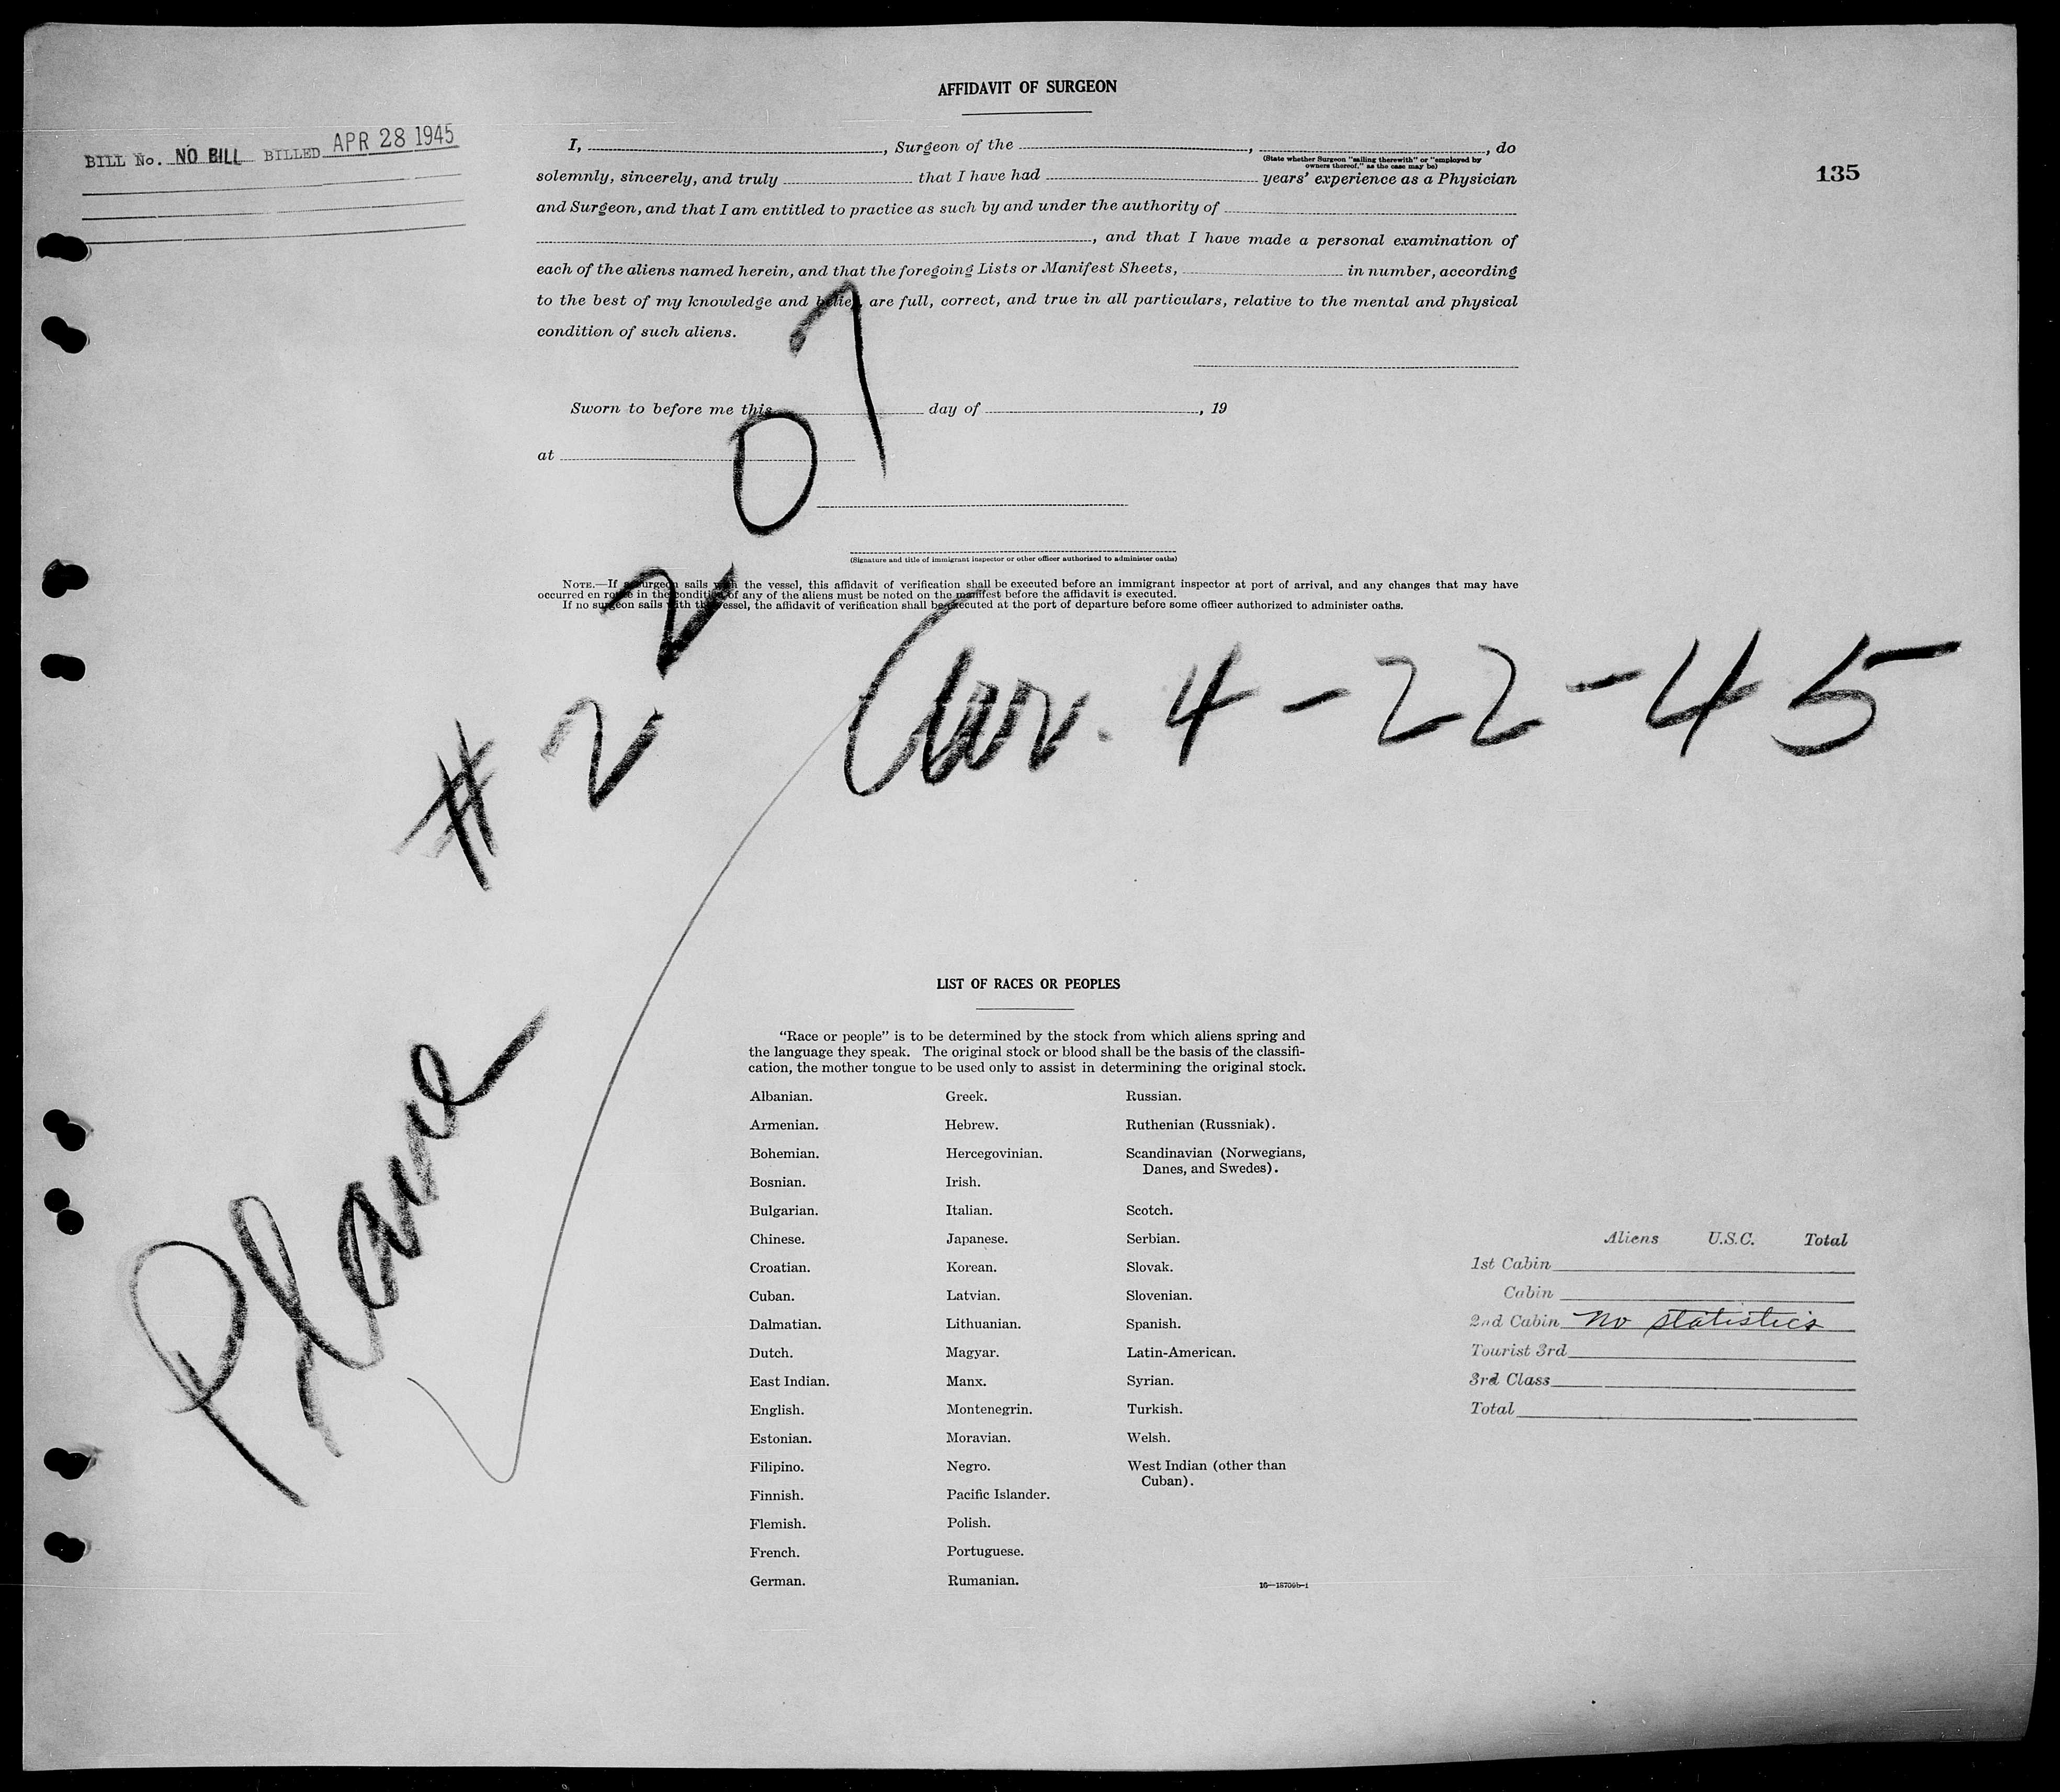 AFFIDAVIT OF SURGEON
BILL No. NO BILL BILLED APR 28 1945
135
I, , Surgeon of the , , do
(State whether Surgeon "sailing therewith" or "employed by
owners thereof," as the case may be)
solemnly, sincerely, and truly that I have had years' experience as a Physician
and Surgeon, and that I am entitled to practice as such by and under the authority of
, and that I have made a personal examination of
each of the aliens named herein, and that the foregoing Lists or Manifest Sheets, in number, according
to the best of my knowledge and belief, are full, correct, and true in all particulars, relative to the mental and physical
condition of such aliens.
Sworn to before me this day of , 19
at
(Signature and title of immigrant inspector or other officer authorized to administer oaths)
NOTE.—If a surgeon sails with the vessel, this affidavit of verification shall be executed before an immigrant inspector at port of arrival, and any changes that may have
occurred en route in the condition of any of the aliens must be noted on the manifest before the affidavit is executed.
If no surgeon sails with the vessel, the affidavit of verification shall be executed at the port of departure before some officer authorized to administer oaths.
Plane # 2207
Arr. 4-22-45
LIST OF RACES OR PEOPLES
"Race or people" is to be determined by the stock from which aliens spring and
the language they speak. The original stock or blood shall be the basis of the classifi-
cation, the mother tongue to be used only to assist in determining the original stock.
Albanian.
Armenian.
Bohemian.
Bosnian.
Bulgarian.
Chinese.
Croatian.
Cuban.
Dalmatian.
Dutch.
East Indian.
English.
Estonian.
Filipino.
Finnish.
Flemish.
French.
German.
Greek.
Hebrew.
Hercegovinian.
Irish.
Italian.
Japanese.
Korean.
Latvian.
Lithuanian.
Magyar.
Manx.
Montenegrin.
Moravian.
Negro.
Pacific Islander.
Polish.
Portuguese.
Rumanian.
Russian.
Ruthenian (Russniak).
Scandinavian (Norwegians,
Danes, and Swedes).
Scotch.
Serbian.
Slovak.
Slovenian.
Spanish.
Latin-American.
Syrian.
Turkish.
Welsh.
West Indian (other than
Cuban).
Aliens U.S.C. Total
1st Cabin
Cabin
2nd Cabin No statistics
Tourist 3rd
3rd Class
Total